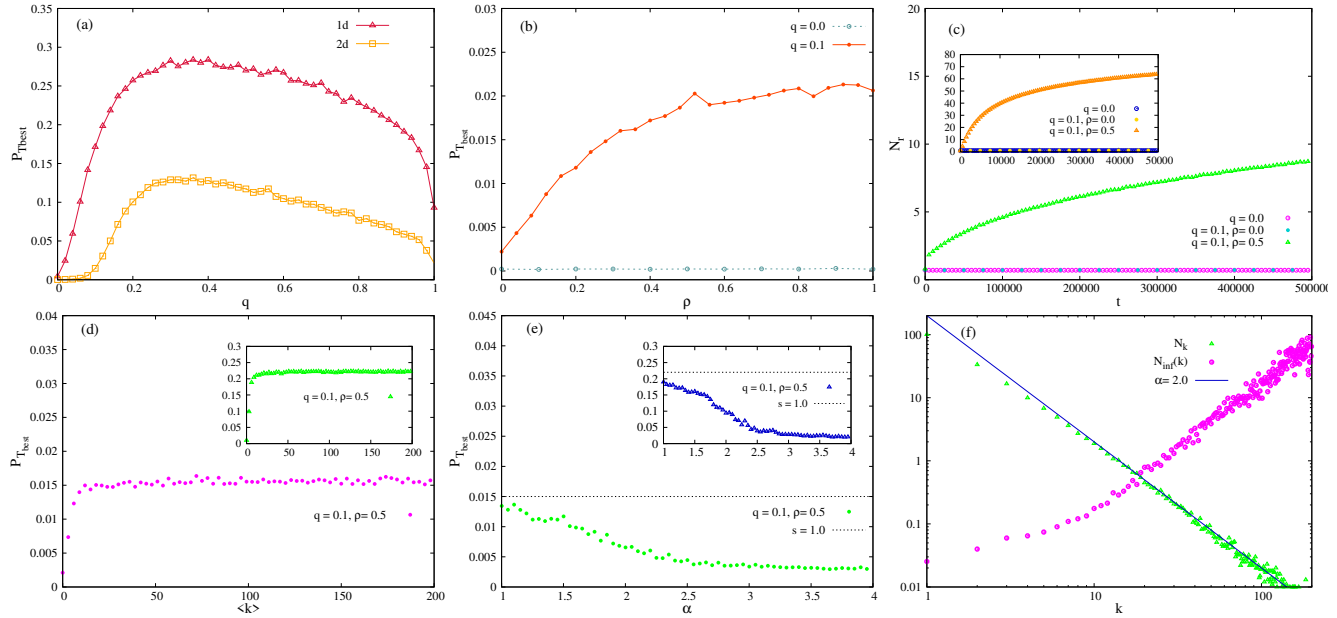 (a)
1d
2d
P_Tbest
0.35
0.3
0.25
0.2
0.15
0.1
0.05
0
0 0.2 0.4 0.6 0.8 1
q
(b)
q = 0.0
q = 0.1
P_T_best
0.03
0.025
0.02
0.015
0.01
0.005
0
0 0.2 0.4 0.6 0.8 1
ρ
(c)
N_r
20
15
10
5
0
80
70
60
50
40
30
20
10
0
q = 0.0
q = 0.1, ρ= 0.0
q = 0.1, ρ= 0.5
0 10000 20000 30000 40000 50000
q = 0.0
q = 0.1, ρ= 0.0
q = 0.1, ρ= 0.5
0 100000 200000 300000 400000 500000
t
(d)
P_T_best
0.04
0.035
0.03
0.025
0.02
0.015
0.01
0.005
0
0.3
0.2
0.1
0
q = 0.1, ρ= 0.5
0 50 100 150 200
q = 0.1, ρ= 0.5
0 50 100 150 200
<k>
(e)
P_T_best
0.045
0.04
0.035
0.03
0.025
0.02
0.015
0.01
0.005
0
0.3
0.25
0.2
0.15
0.1
0.05
0
q = 0.1, ρ= 0.5
s = 1.0
1 1.5 2 2.5 3 3.5 4
q = 0.1, ρ= 0.5
s = 1.0
1 1.5 2 2.5 3 3.5 4
α
(f)
N_k
N_inf(k)
α= 2.0
100
10
1
0.1
0.01
1 10 100
k